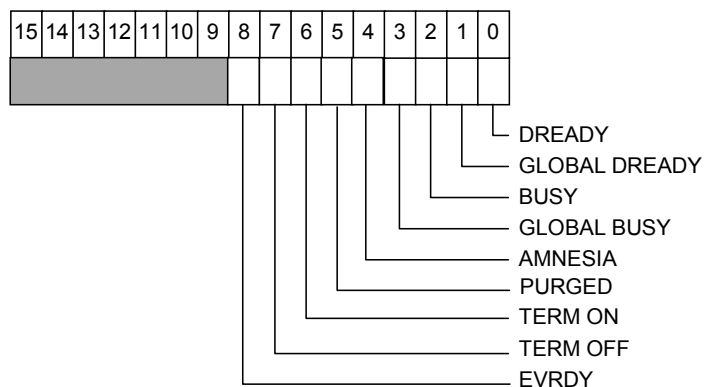 15 14 13 12 11 10 9 8 7 6 5 4 3 2 1 0
DREADY
GLOBAL DREADY
BUSY
GLOBAL BUSY
AMNESIA
PURGED
TERM ON
TERM OFF
EVRDY